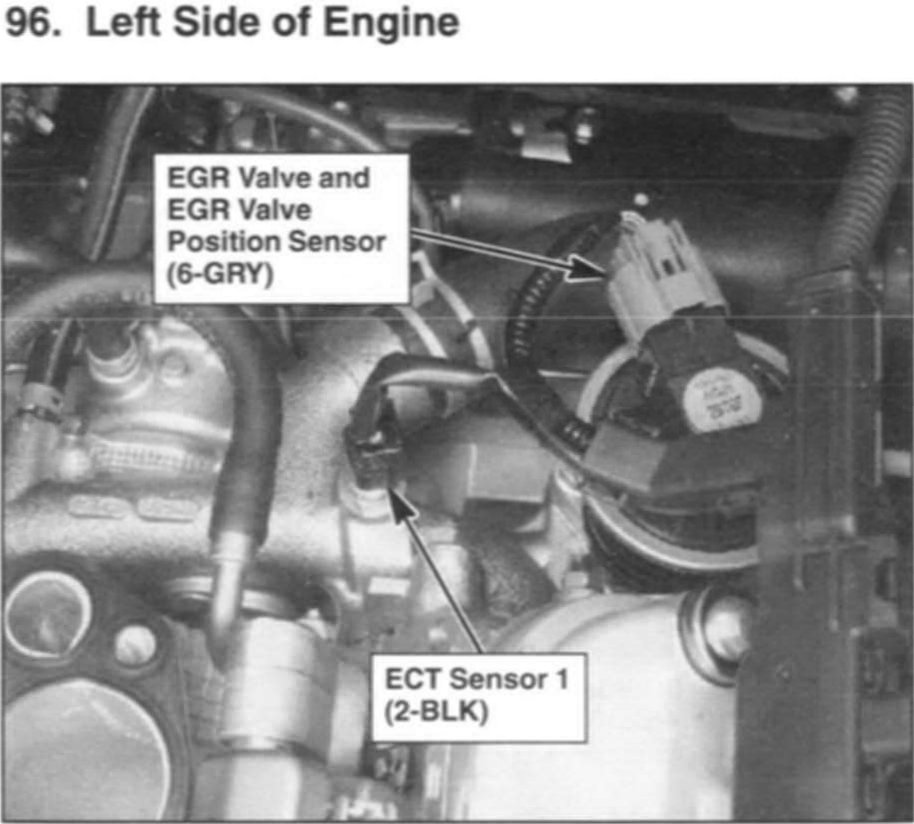 96. Left Side of Engine
EGR Valve and
EGR Valve
Position Sensor
(6-GRY)
ECT Sensor 1
(2-BLK)